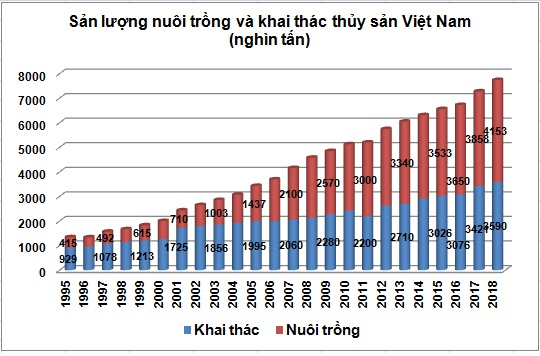 Sản lượng nuôi trồng và khai thác thủy sản Việt Nam
(nghìn tấn)
8000
7000
6000
5000
4000
3000
2000
1000
0
415 492 615 710 1003 1437 2100 2570 3000 3340 3533 3650 3858 4153
929 1078 1213 1725 1856 1995 2060 2280 2200 2710 3026 3076 3421 3590
1995 1996 1997 1998 1999 2000 2001 2002 2003 2004 2005 2006 2007 2008 2009 2010 2011 2012 2013 2014 2015 2016 2017 2018
Khai thác Nuôi trồng